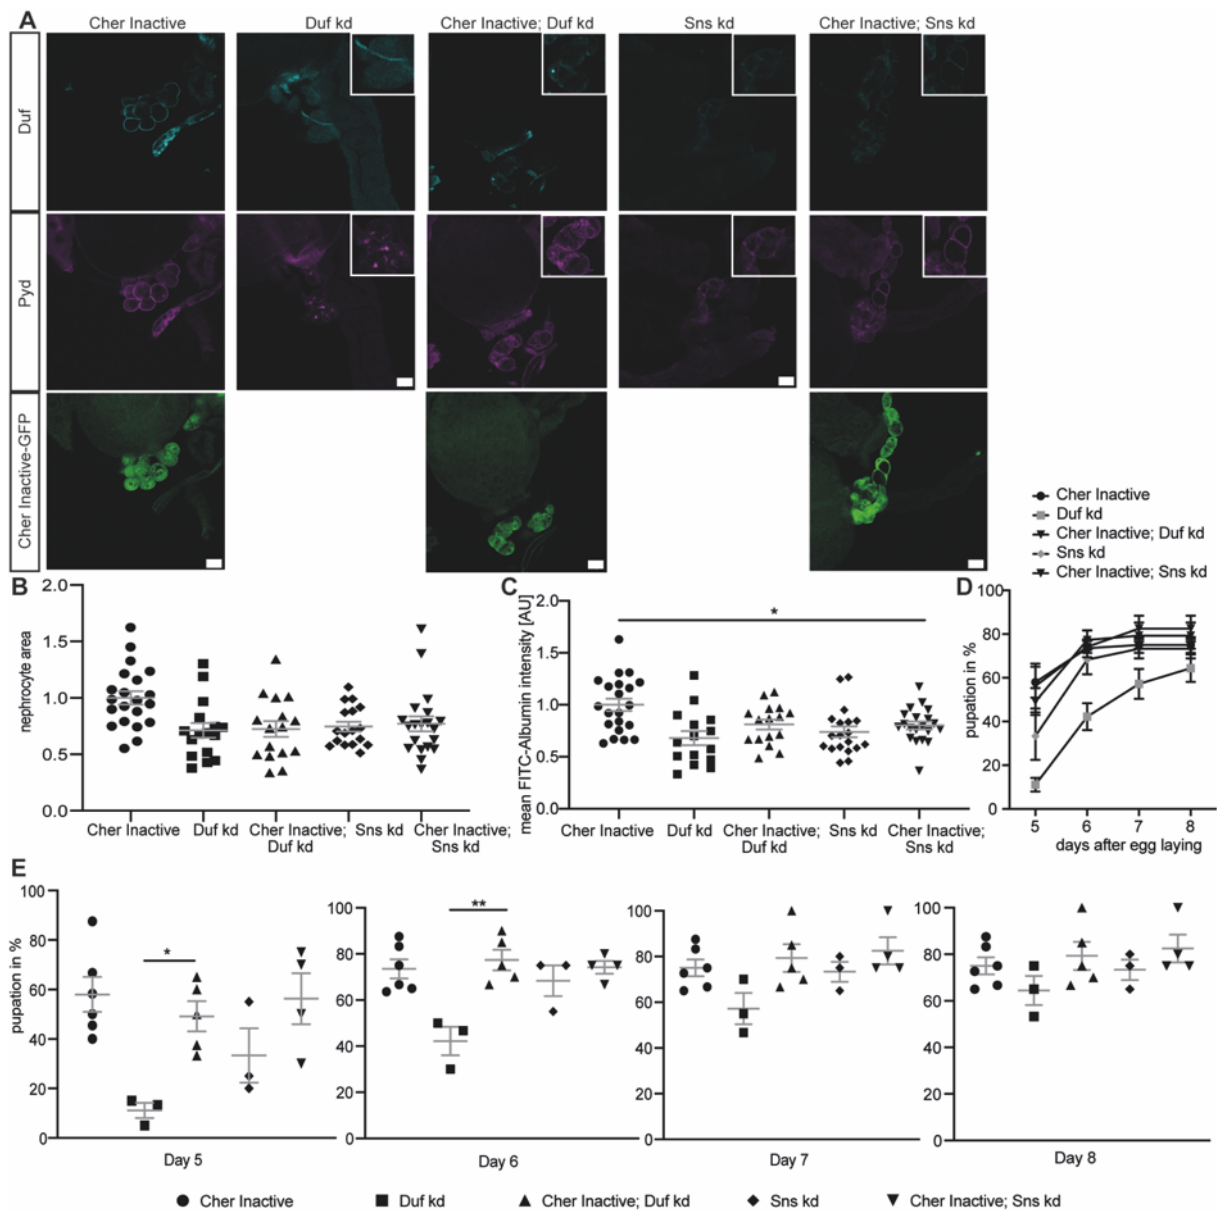 A
Cher Inactive
Duf kd
Cher Inactive; Duf kd
Sns kd
Cher Inactive; Sns kd
Duf
Pyd
Cher Inactive-GFP
B
nephrocyte area
2.0
1.5
1.0
0.5
0.0
Cher Inactive
Duf kd
Cher Inactive;
Duf kd
Sns kd
Cher Inactive;
Sns kd
C
mean FITC-Albumin intensity [AU]
2.0
1.5
1.0
0.5
0.0
*
Cher Inactive
Duf kd
Cher Inactive;
Duf kd
Sns kd
Cher Inactive;
Sns kd
Cher Inactive
Duf kd
Cher Inactive; Duf kd
Sns kd
Cher Inactive; Sns kd
D
pupation in %
100
80
60
40
20
0
5 6 7 8
days after egg laying
E
pupation in %
100
80
60
40
20
0
*
Day 5
100
80
60
40
20
0
**
Day 6
100
80
60
40
20
0
Day 7
100
80
60
40
20
0
Day 8
Cher Inactive
Duf kd
Cher Inactive; Duf kd
Sns kd
Cher Inactive; Sns kd